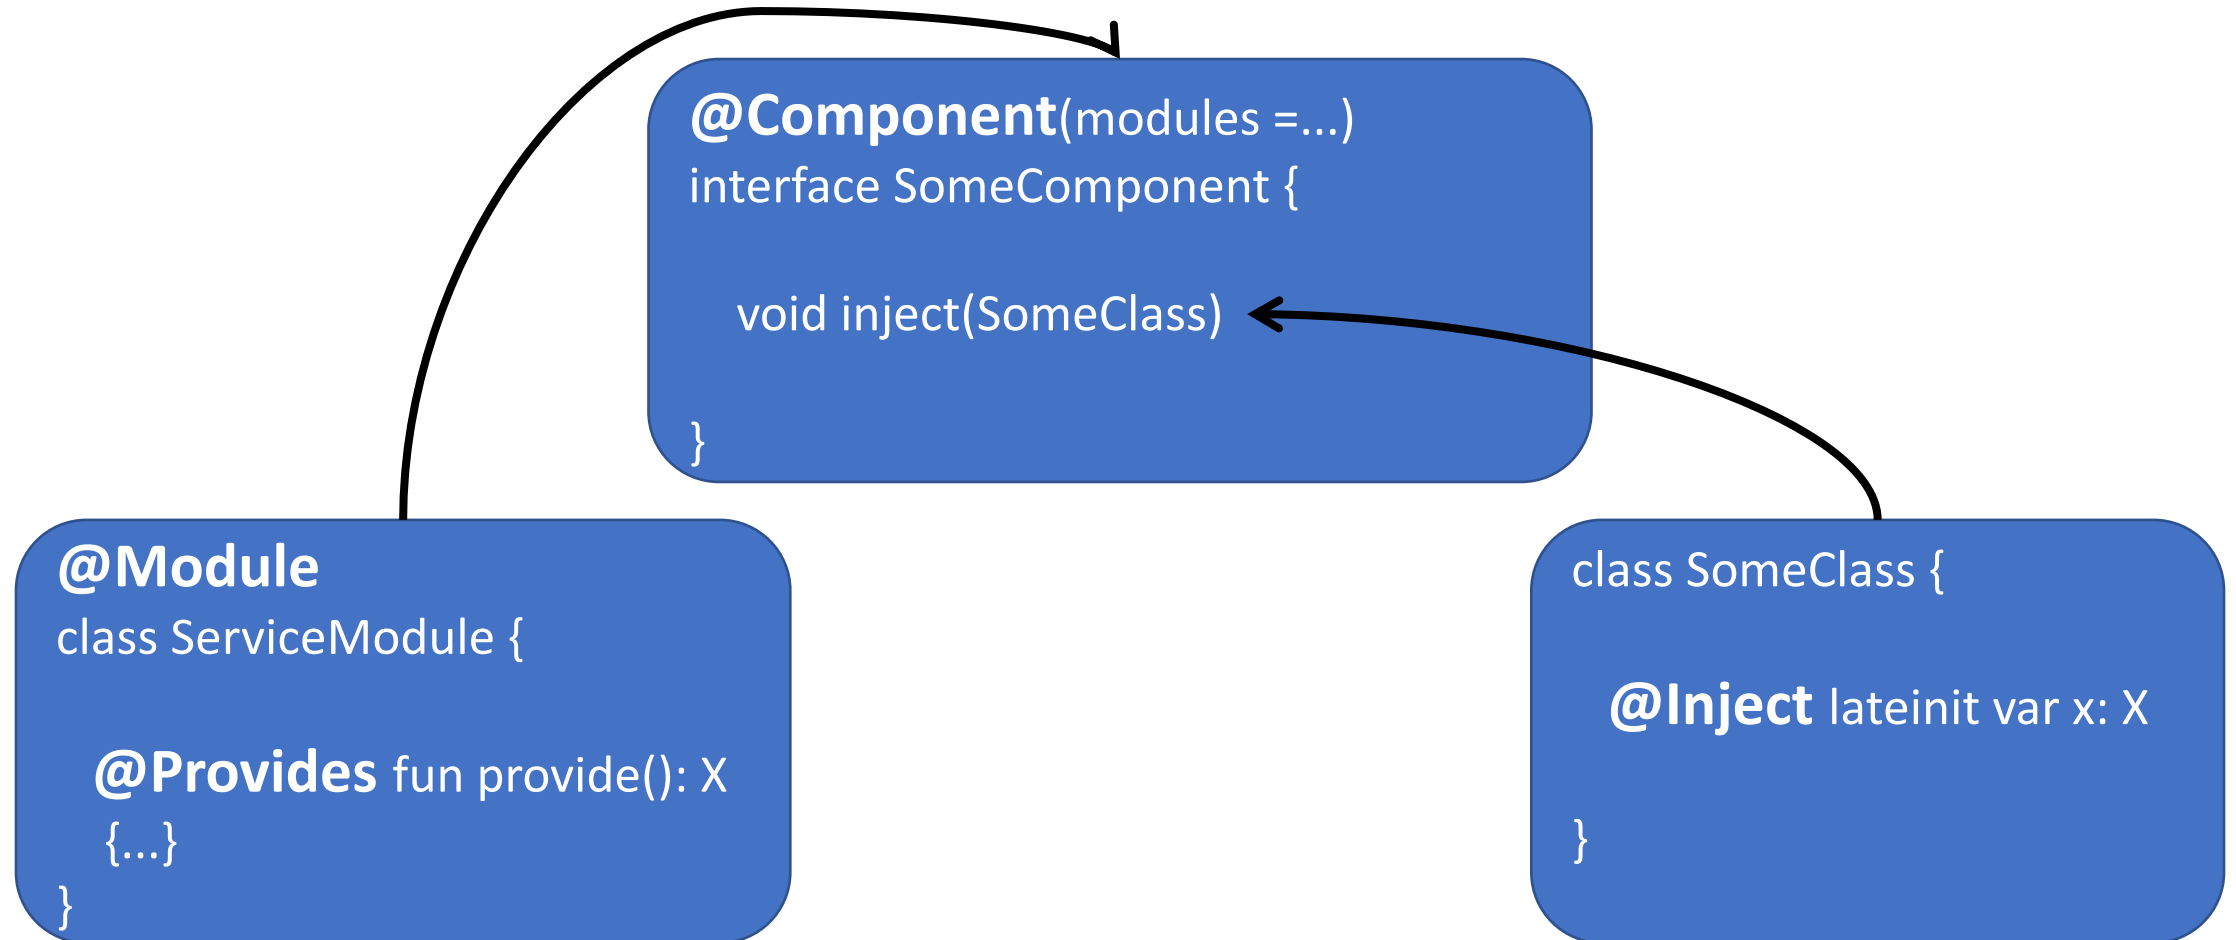 @Component(modules =...)
interface SomeComponent {
void inject(SomeClass)
}
@Module
class ServiceModule {
@Provides fun provide(): X
{...}
}
class SomeClass {
@Inject lateinit var x: X
}